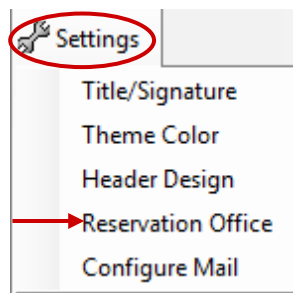 Settings
Title/Signature
Theme Color
Header Design
Reservation Office
Configure Mail